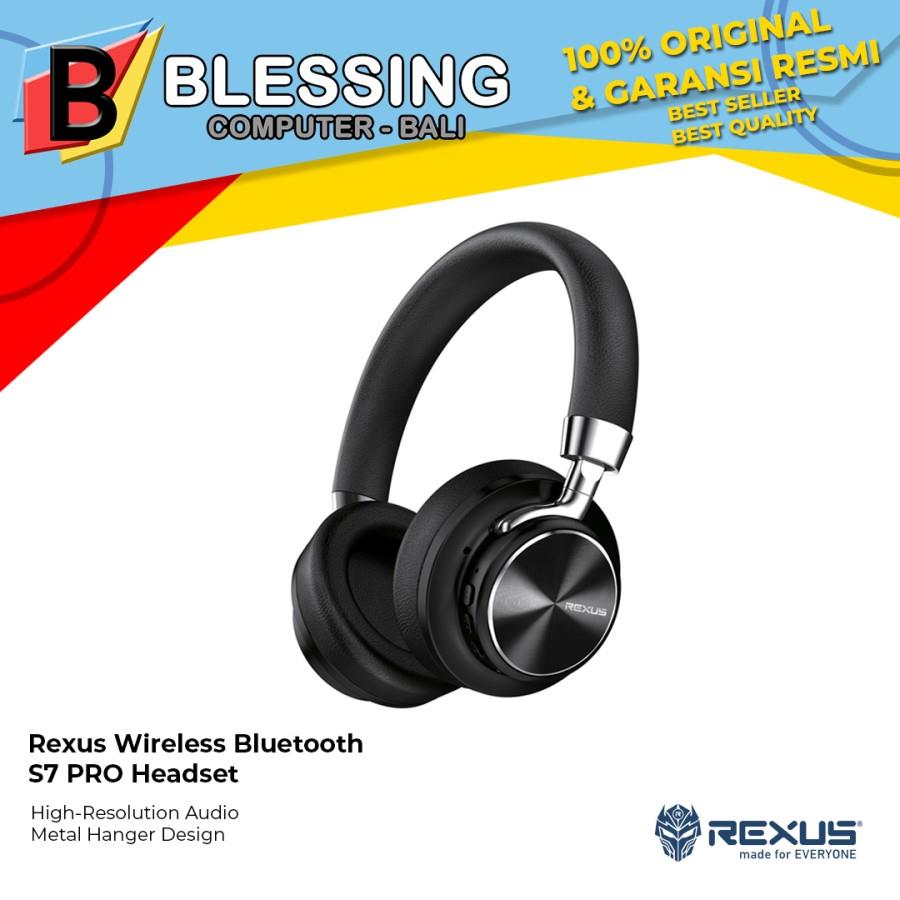 B
BLESSING
COMPUTER - BALI
100% ORIGINAL
& GARANSI RESMI
BEST SELLER
BEST QUALITY
REXUS
Rexus Wireless Bluetooth
S7 PRO Headset
High-Resolution Audio
Metal Hanger Design
R
REXUS®
made for EVERYONE